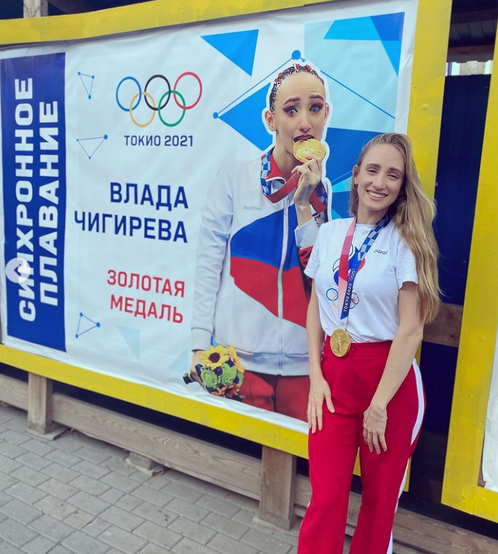 СИНХРОННОЕ
ПЛАВАНИЕ
ТОКИО 2021
ВЛАДА
ЧИГИРЕВА
ЗОЛОТАЯ
МЕДАЛЬ